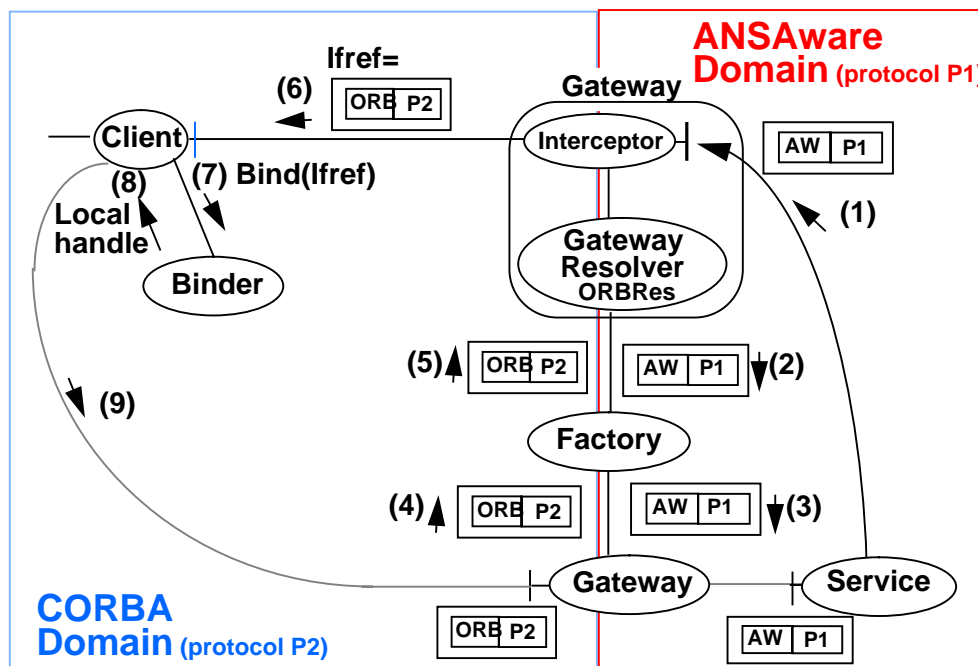 ANSAware
Domain (protocol P1)
Ifref=
(6)
ORB P2
Gateway
Client
Interceptor
AW P1
(7) Bind(Ifref)
(8)
Local
handle
(1)
Gateway
Resolver
ORBRes
Binder
(5)
ORB P2
AW P1
(2)
(9)
Factory
(4)
ORB P2
AW P1
(3)
Gateway
Service
CORBA
Domain (protocol P2)
ORB P2
AW P1